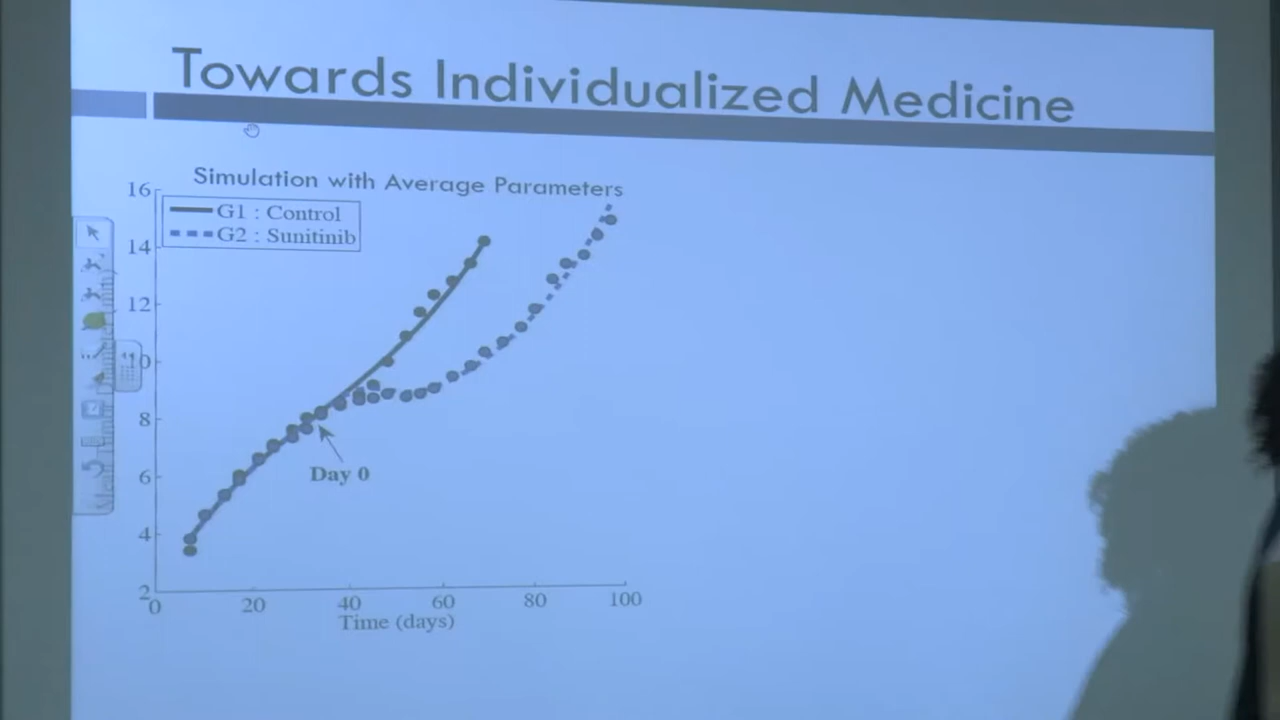 Towards Individualized Medicine
Simulation with Average Parameters
G1 : Control
G2 : Sunitinib
16
14
12
10
8
6
4
2
Day 0
0
20
40
60
80
100
Time (days)